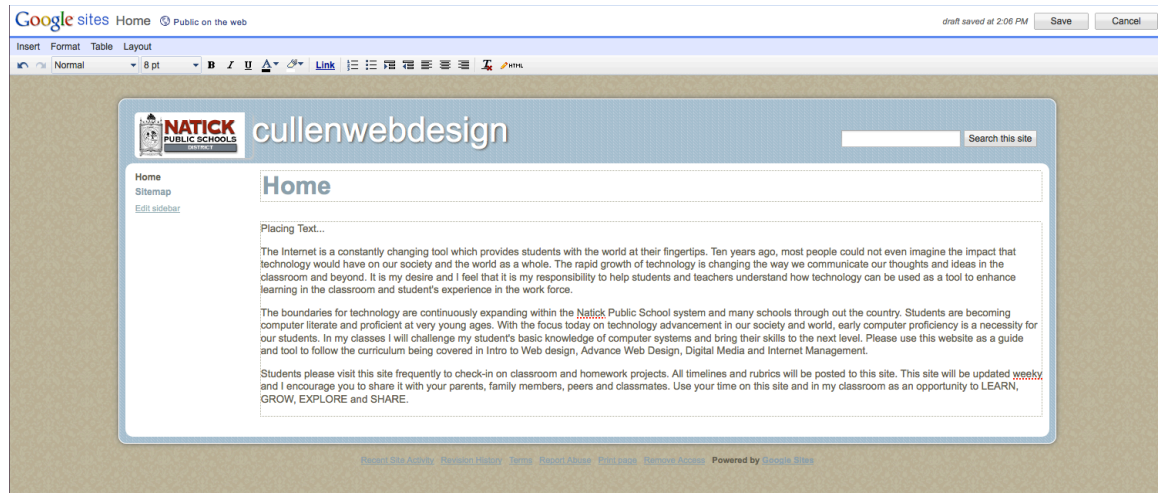 Google sites Home Public on the web draft saved at 2:06 PM Save Cancel
Insert Format Table Layout
Normal 8 pt B I U A Link T HTML
NATICK
PUBLIC SCHOOLS
DISTRICT
cullenwebdesign
Search this site
Home
Sitemap
Edit sidebar
Home
Placing Text...
The Internet is a constantly changing tool which provides students with the world at their fingertips. Ten years ago, most people could not even imagine the impact that
technology would have on our society and the world as a whole. The rapid growth of technology is changing the way we communicate our thoughts and ideas in the
classroom and beyond. It is my desire and I feel that it is my responsibility to help students and teachers understand how technology can be used as a tool to enhance
learning in the classroom and student's experience in the work force.
The boundaries for technology are continuously expanding within the Natick Public School system and many schools through out the country. Students are becoming
computer literate and proficient at very young ages. With the focus today on technology advancement in our society and world, early computer proficiency is a necessity for
our students. In my classes I will challenge my student's basic knowledge of computer systems and bring their skills to the next level. Please use this website as a guide
and tool to follow the curriculum being covered in Intro to Web design, Advance Web Design, Digital Media and Internet Management.
Students please visit this site frequently to check-in on classroom and homework projects. All timelines and rubrics will be posted to this site. This site will be updated weeky
and I encourage you to share it with your parents, family members, peers and classmates. Use your time on this site and in my classroom as an opportunity to LEARN,
GROW, EXPLORE and SHARE.
Recent Site Activity Revision History Terms Report Abuse Print page Remove Access Powered by Google Sites